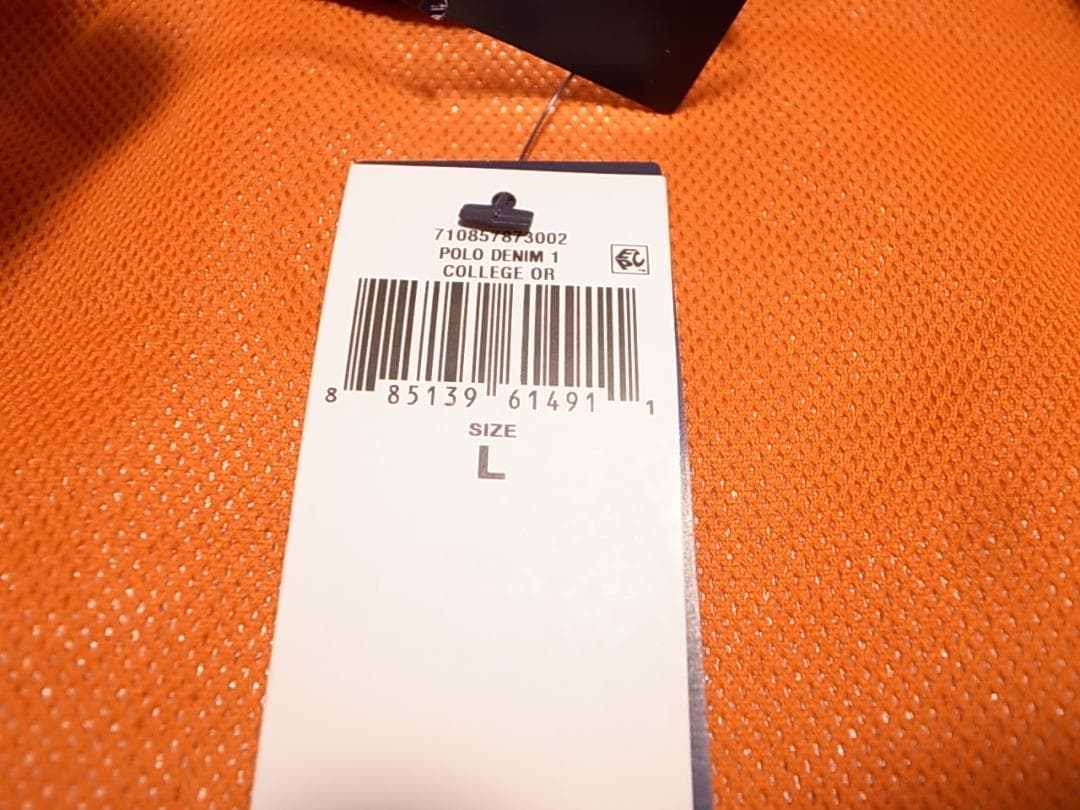 710857873002
POLO DENIM 1
COLLEGE OR
8 85139 61491 1
SIZE
L